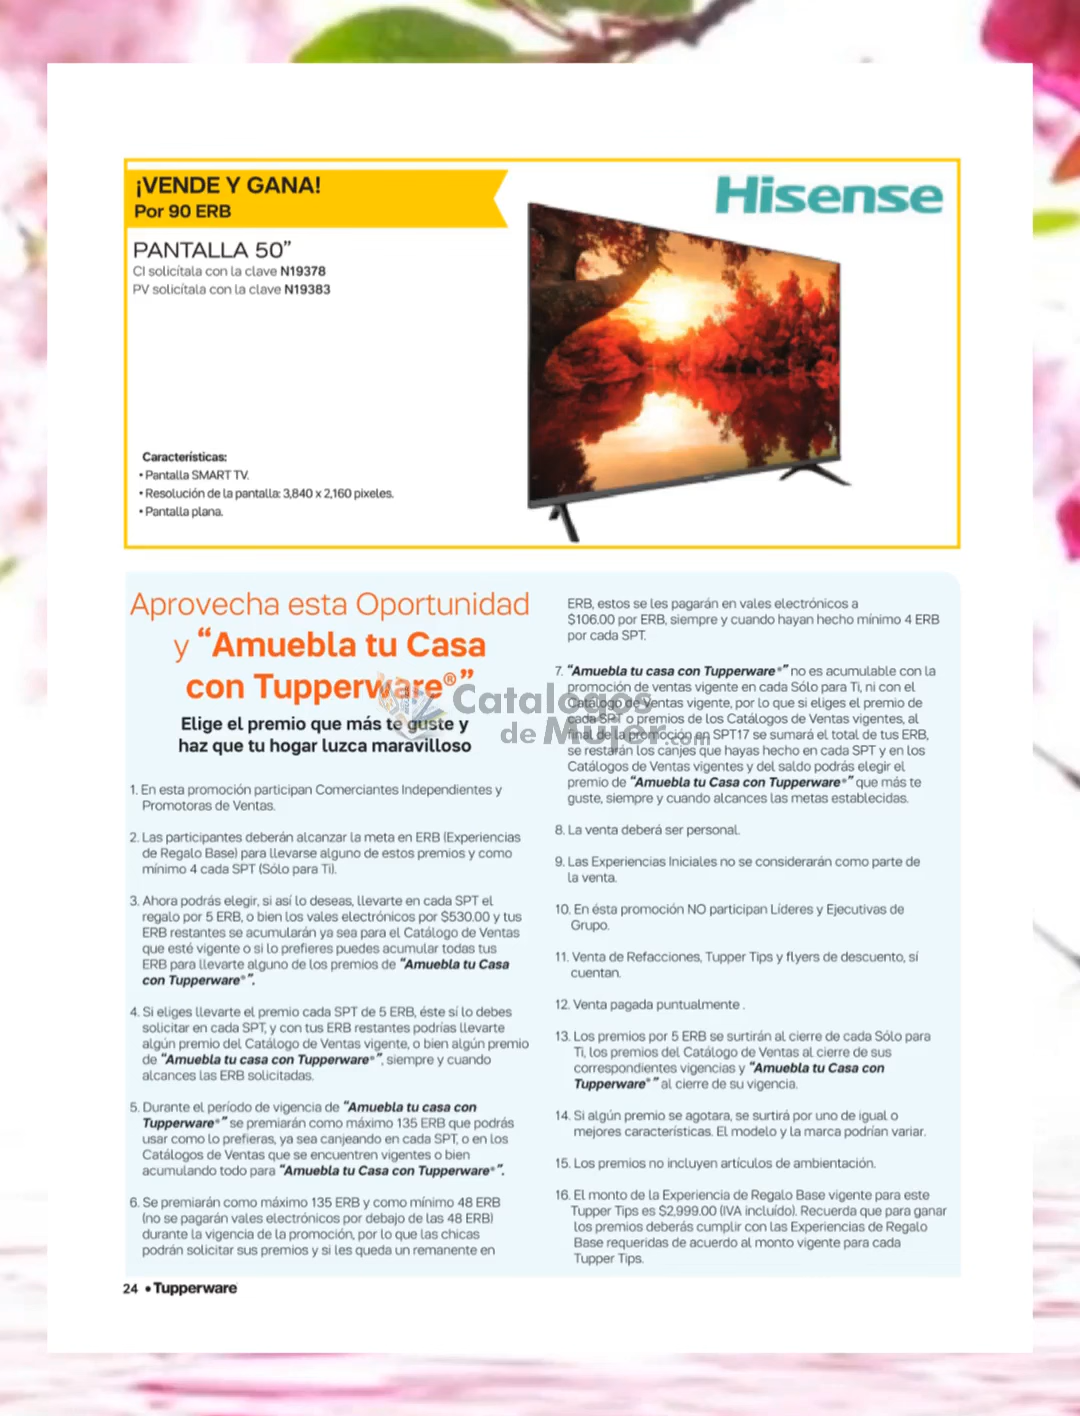 ¡VENDE Y GANA!
Por 90 ERB
Hisense
PANTALLA 50”
CI solicítala con la clave N19378
PV solicítala con la clave N19383
Características:
• Pantalla SMART TV.
• Resolución de la pantalla: 3,840 x 2,160 pixeles.
• Pantalla plana.
Aprovecha esta Oportunidad
y “Amuebla tu Casa
con Tupperware®”
Elige el premio que más te guste y
haz que tu hogar luzca maravilloso
Catalogos
de Mujer.com
1. En esta promoción participan Comerciantes Independientes y
Promotoras de Ventas.
2. Las participantes deberán alcanzar la meta en ERB (Experiencias
de Regalo Base) para llevarse alguno de estos premios y como
mínimo 4 cada SPT (Sólo para Ti).
3. Ahora podrás elegir, si así lo deseas, llevarte en cada SPT el
regalo por 5 ERB, o bien los vales electrónicos por $530.00 y tus
ERB restantes se acumularán ya sea para el Catálogo de Ventas
que esté vigente o si lo prefieres puedes acumular todas tus
ERB para llevarte alguno de los premios de “Amuebla tu Casa
con Tupperware®”.
4. Si eliges llevarte el premio cada SPT de 5 ERB, éste sí lo debes
solicitar en cada SPT, y con tus ERB restantes podrías llevarte
algún premio del Catálogo de Ventas vigente, o bien algún premio
de “Amuebla tu casa con Tupperware®”, siempre y cuando
alcances las ERB solicitadas.
5. Durante el período de vigencia de “Amuebla tu casa con
Tupperware®” se premiarán como máximo 135 ERB que podrás
usar como lo prefieras, ya sea canjeando en cada SPT, o en los
Catálogos de Ventas que se encuentren vigentes o bien
acumulando todo para “Amuebla tu Casa con Tupperware®”.
6. Se premiarán como máximo 135 ERB y como mínimo 48 ERB
(no se pagarán vales electrónicos por debajo de las 48 ERB)
durante la vigencia de la promoción, por lo que las chicas
podrán solicitar sus premios y si les queda un remanente en
ERB, estos se les pagarán en vales electrónicos a
$106.00 por ERB, siempre y cuando hayan hecho mínimo 4 ERB
por cada SPT.
7. “Amuebla tu casa con Tupperware®” no es acumulable con la
promoción de ventas vigente en cada Sólo para Ti, ni con el
Catálogo de Ventas vigente, por lo que si eliges el premio de
cada SPT o premios de los Catálogos de Ventas vigentes, al
final de la promoción en SPT17 se sumará el total de tus ERB,
se restarán los canjes que hayas hecho en cada SPT y en los
Catálogos de Ventas vigentes y del saldo podrás elegir el
premio de “Amuebla tu Casa con Tupperware®” que más te
guste, siempre y cuando alcances las metas establecidas.
8. La venta deberá ser personal.
9. Las Experiencias Iniciales no se considerarán como parte de
la venta.
10. En ésta promoción NO participan Líderes y Ejecutivas de
Grupo.
11. Venta de Refacciones, Tupper Tips y flyers de descuento, sí
cuentan.
12. Venta pagada puntualmente .
13. Los premios por 5 ERB se surtirán al cierre de cada Sólo para
Ti, los premios del Catálogo de Ventas al cierre de sus
correspondientes vigencias y “Amuebla tu Casa con
Tupperware®” al cierre de su vigencia.
14. Si algún premio se agotara, se surtirá por uno de igual o
mejores características. El modelo y la marca podrían variar.
15. Los premios no incluyen artículos de ambientación.
16. El monto de la Experiencia de Regalo Base vigente para este
Tupper Tips es $2,999.00 (IVA incluído). Recuerda que para ganar
los premios deberás cumplir con las Experiencias de Regalo
Base requeridas de acuerdo al monto vigente para cada
Tupper Tips.
24 • Tupperware